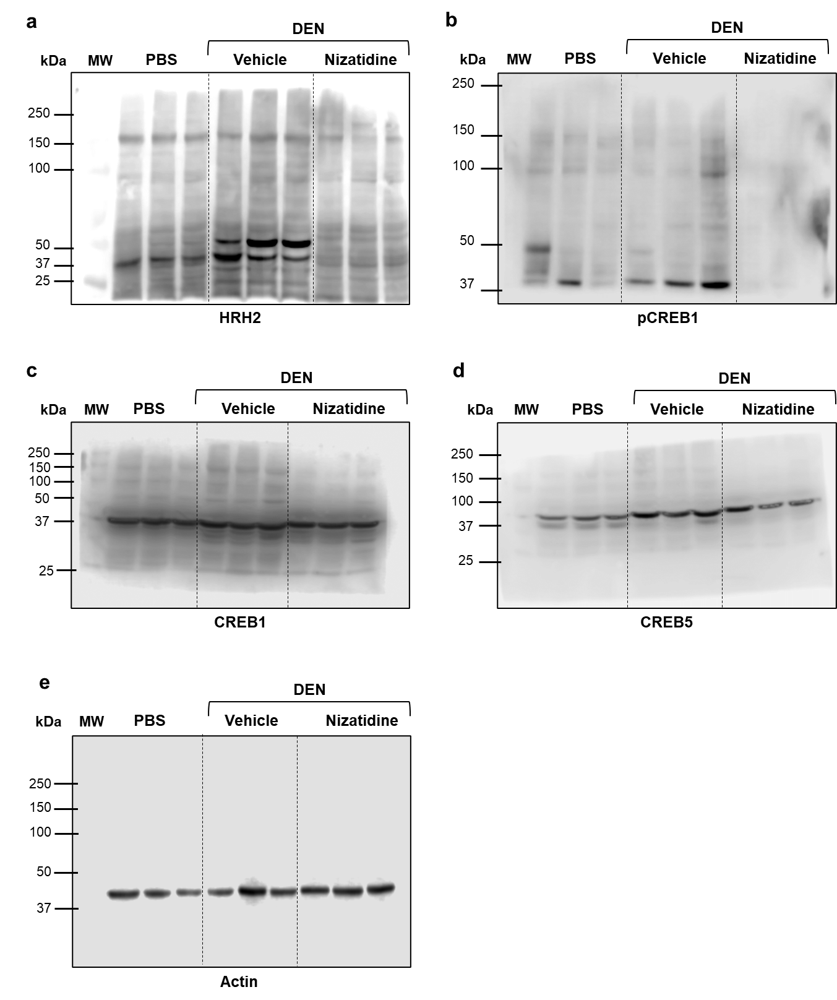 a
DEN
kDa MW PBS Vehicle Nizatidine
250
150
100
50
37
25
HRH2
b
DEN
kDa MW PBS Vehicle Nizatidine
250
150
100
50
37
pCREB1
c
DEN
kDa MW PBS Vehicle Nizatidine
250
150
100
50
37
25
CREB1
d
DEN
kDa MW PBS Vehicle Nizatidine
250
150
100
37
25
CREB5
e
DEN
kDa MW PBS Vehicle Nizatidine
250
150
100
50
37
Actin